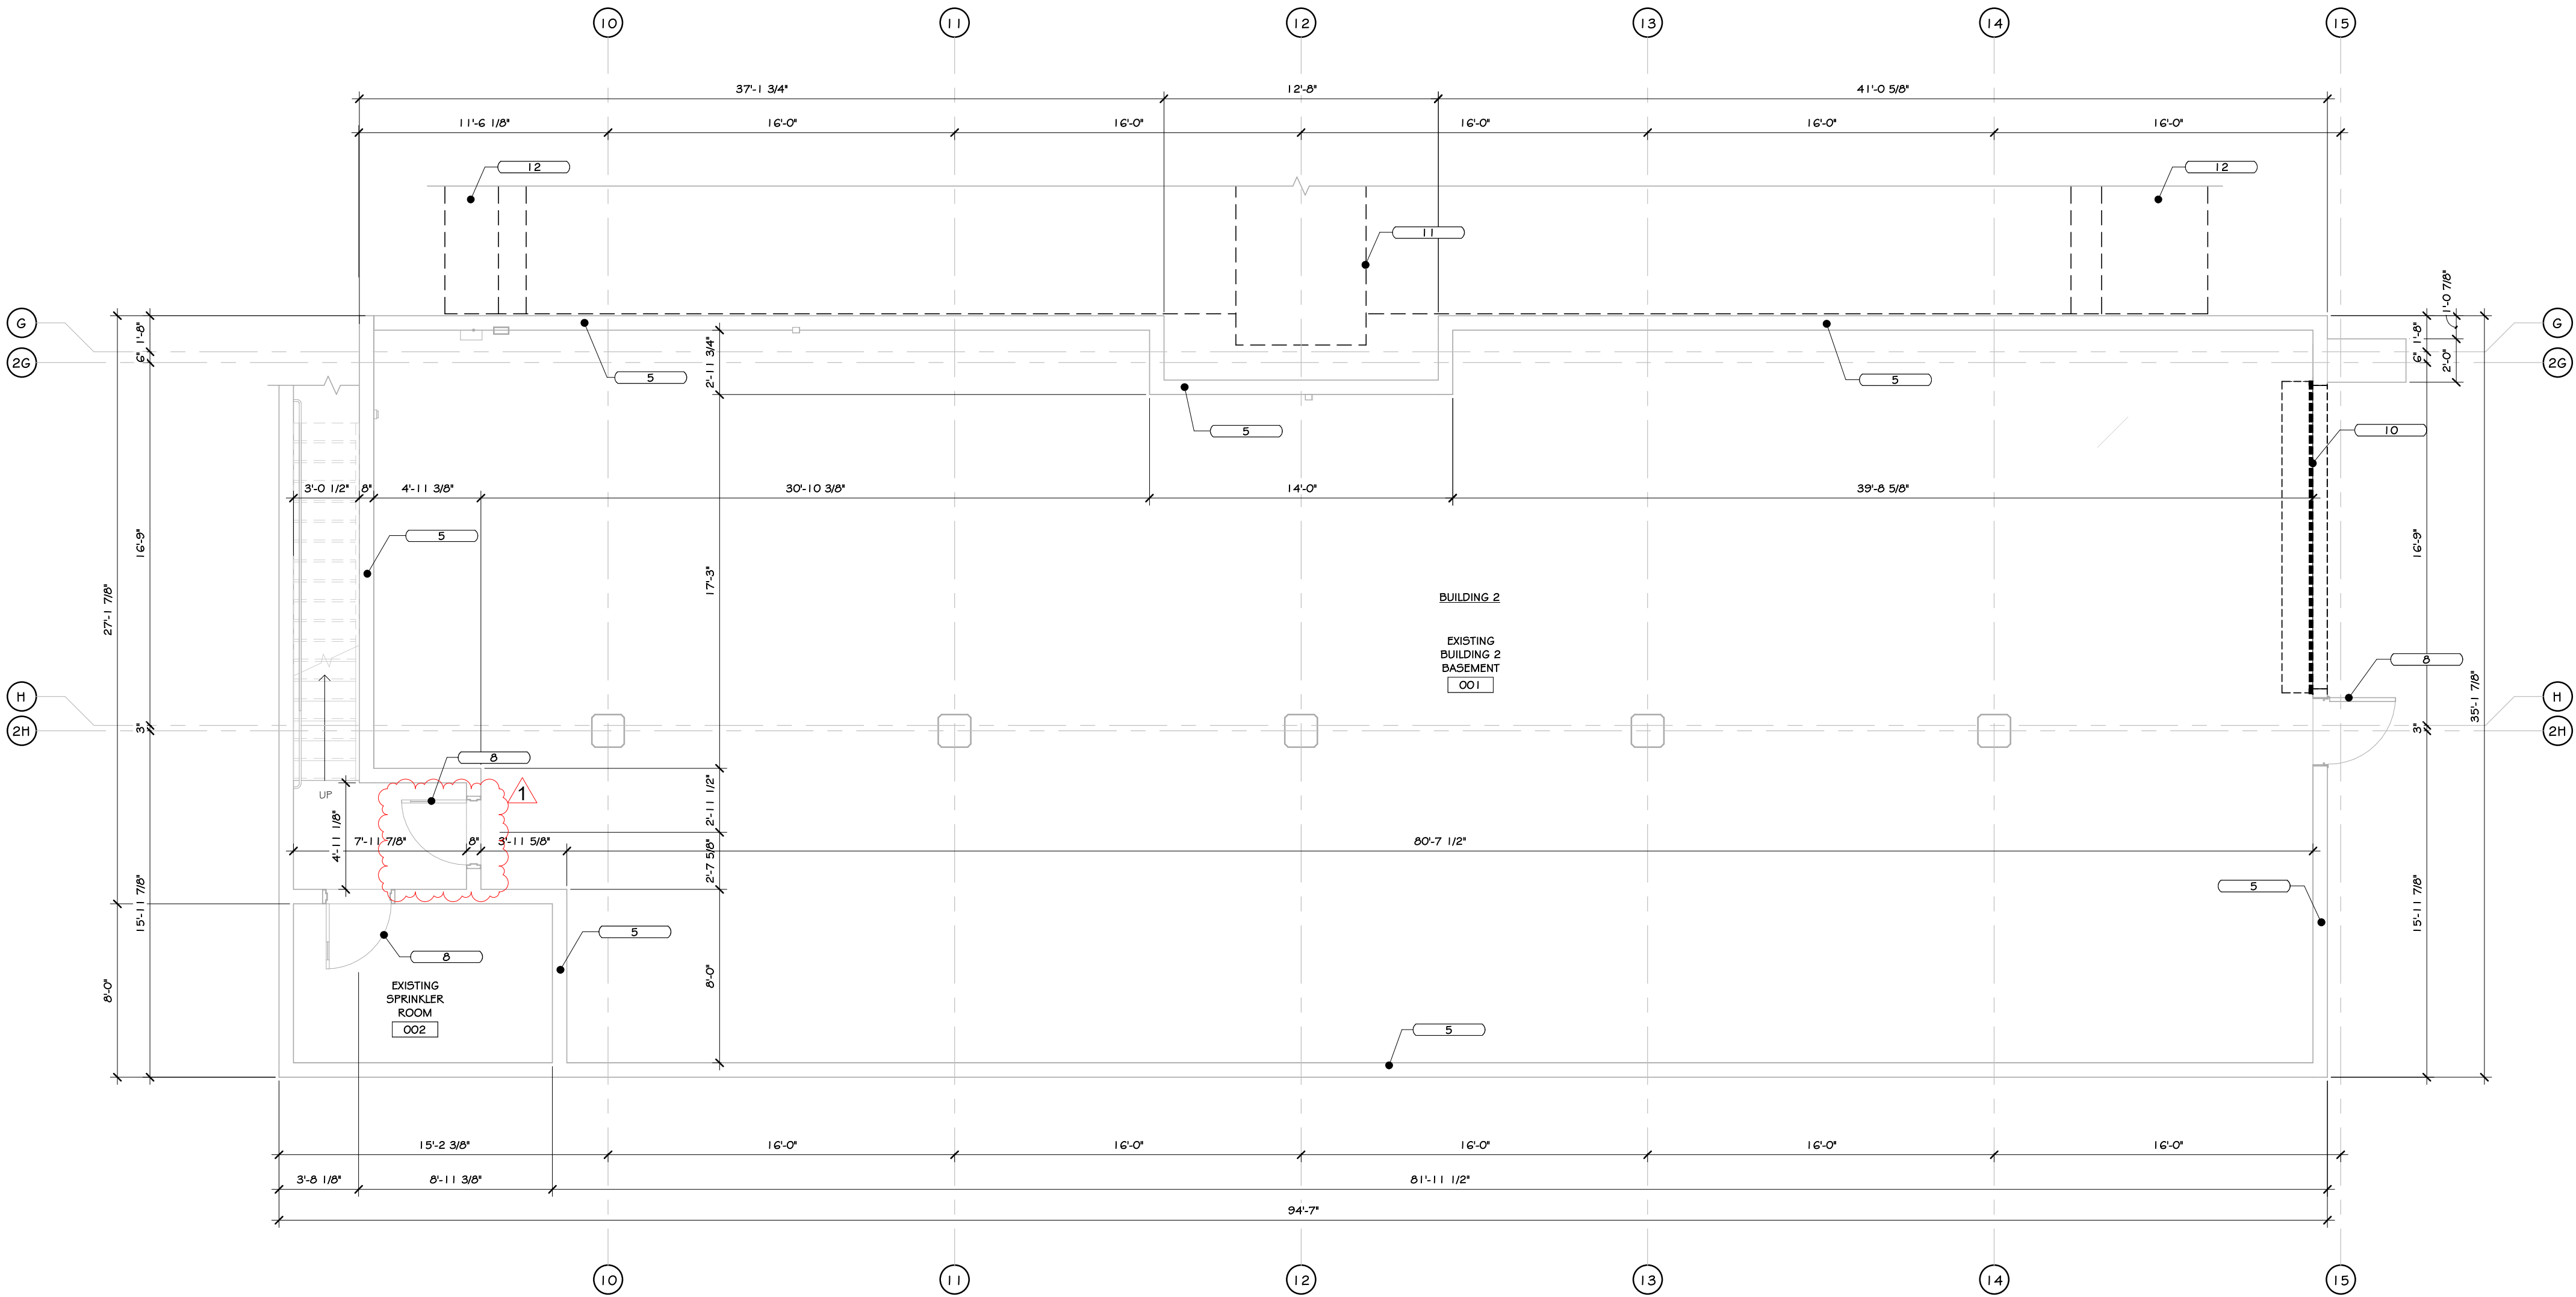 10 11 12 13 14 15
37'-1 3/4" 12'-8" 41'-0 5/8"
11'-6 1/8" 16'-0" 16'-0" 16'-0" 16'-0" 16'-0"
12 12
11
1'-0 7/8"
G 1'-8" 1'-8" G
6" 6"
2G 2'-11 3/4" 2'-0" 2G
5 5
5 10
3'-0 1/2" 8" 4'-11 3/8" 30'-10 3/8" 14'-0" 39'-8 5/8"
5
16'-9" 16'-9"
27'-1 7/8" 17'-3"
BUILDING 2
EXISTING
BUILDING 2
BASEMENT
001
8
H 35'-1 7/8" H
2H 3" 3" 2H
8
UP 1
2'-11 1/2"
4'-11 1/8" 7'-11 7/8" 8" 3'-11 5/8" 80'-7 1/2"
2'-7 5/8"
5
15'-11 7/8" 15'-11 7/8"
5
8
8'-0" 8'-0"
EXISTING
SPRINKLER
ROOM
002
5
15'-2 3/8" 16'-0" 16'-0" 16'-0" 16'-0" 16'-0"
3'-8 1/8" 8'-11 3/8" 81'-11 1/2"
94'-7"
10 11 12 13 14 15